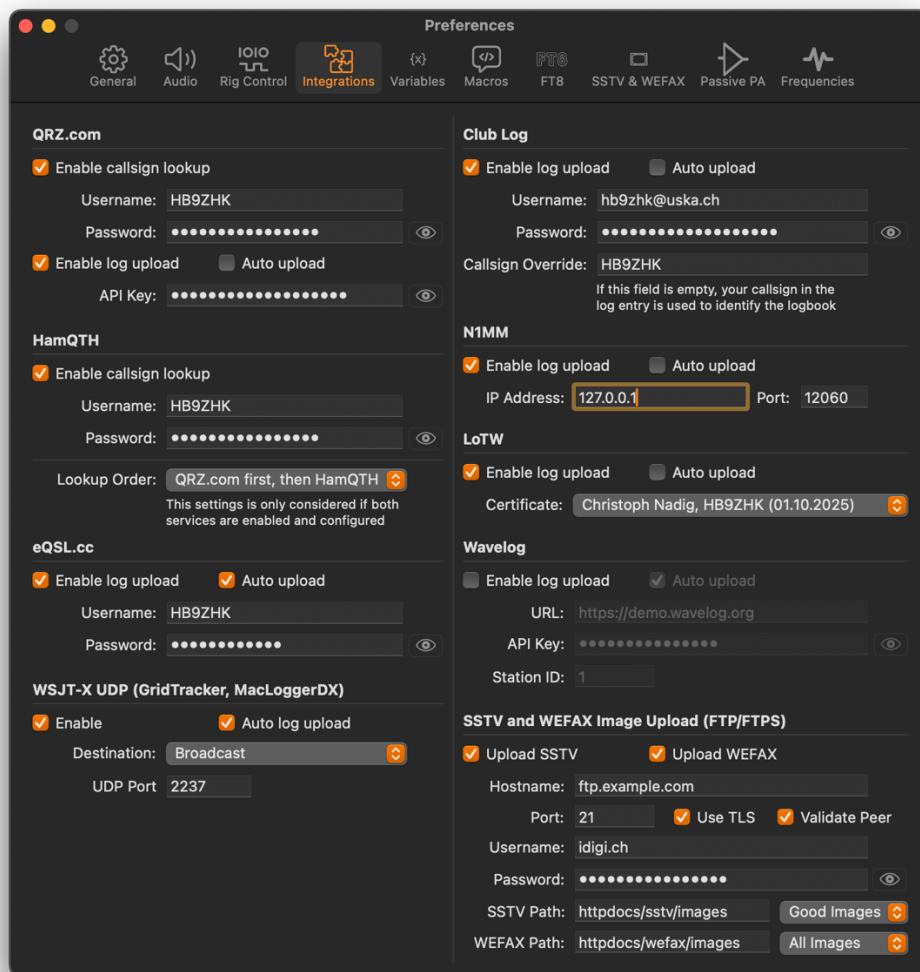 Preferences
General
Audio
Rig Control
Integrations
Variables
Macros
FT8
SSTV & WEFAX
Passive PA
Frequencies
QRZ.com
Enable callsign lookup
Username: HB9ZHK
Password: ●●●●●●●●●●●●●●●●
Enable log upload Auto upload
API Key: ●●●●●●●●●●●●●●●●●●●
HamQTH
Enable callsign lookup
Username: HB9ZHK
Password: ●●●●●●●●●●●●●●●●
Lookup Order: QRZ.com first, then HamQTH
This settings is only considered if both
services are enabled and configured
eQSL.cc
Enable log upload Auto upload
Username: HB9ZHK
Password: ●●●●●●●●●●●●
WSJT-X UDP (GridTracker, MacLoggerDX)
Enable Auto log upload
Destination: Broadcast
UDP Port 2237
Club Log
Enable log upload Auto upload
Username: hb9zhk@uska.ch
Password: ●●●●●●●●●●●●●●●●●●●
Callsign Override: HB9ZHK
If this field is empty, your callsign in the
log entry is used to identify the logbook
N1MM
Enable log upload Auto upload
IP Address: 127.0.0.1 Port: 12060
LoTW
Enable log upload Auto upload
Certificate: Christoph Nadig, HB9ZHK (01.10.2025)
Wavelog
Enable log upload Auto upload
URL: https://demo.wavelog.org
API Key: ●●●●●●●●●●●●●●●
Station ID: 1
SSTV and WEFAX Image Upload (FTP/FTPS)
Upload SSTV Upload WEFAX
Hostname: ftp.example.com
Port: 21 Use TLS Validate Peer
Username: idigi.ch
Password: ●●●●●●●●●●●●●●●●
SSTV Path: httpdocs/sstv/images Good Images
WEFAX Path: httpdocs/wefax/images All Images